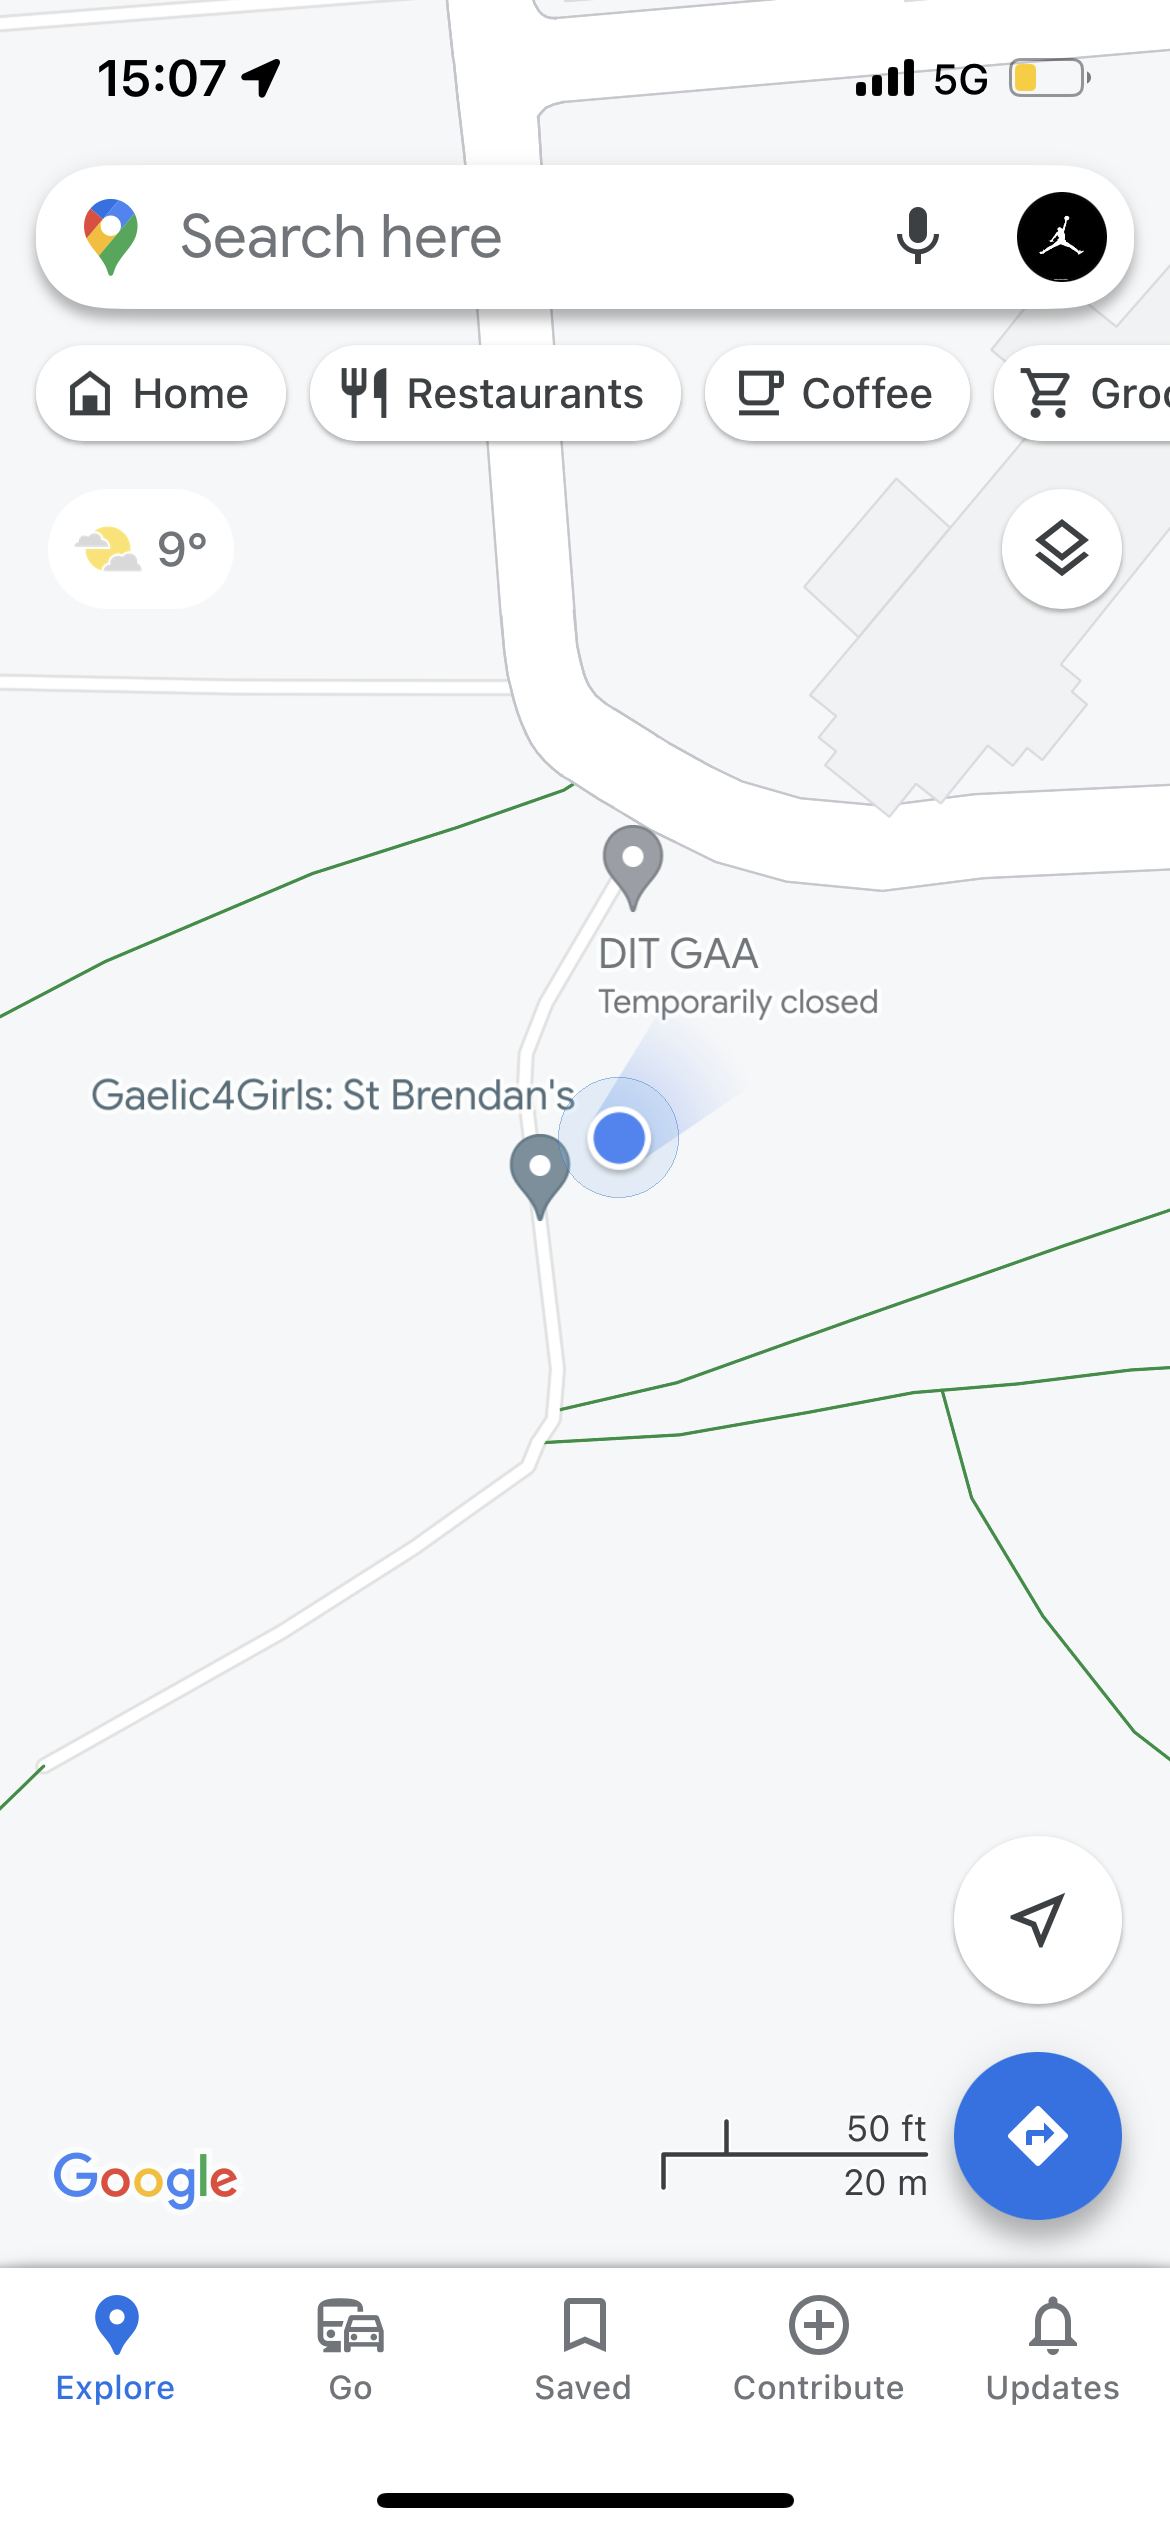 15:07
5G
Search here
Home
Restaurants
Coffee
Groc
9°
DIT GAA
Temporarily closed
Gaelic4Girls: St Brendan's
50 ft
20 m
Google
Explore
Go
Saved
Contribute
Updates